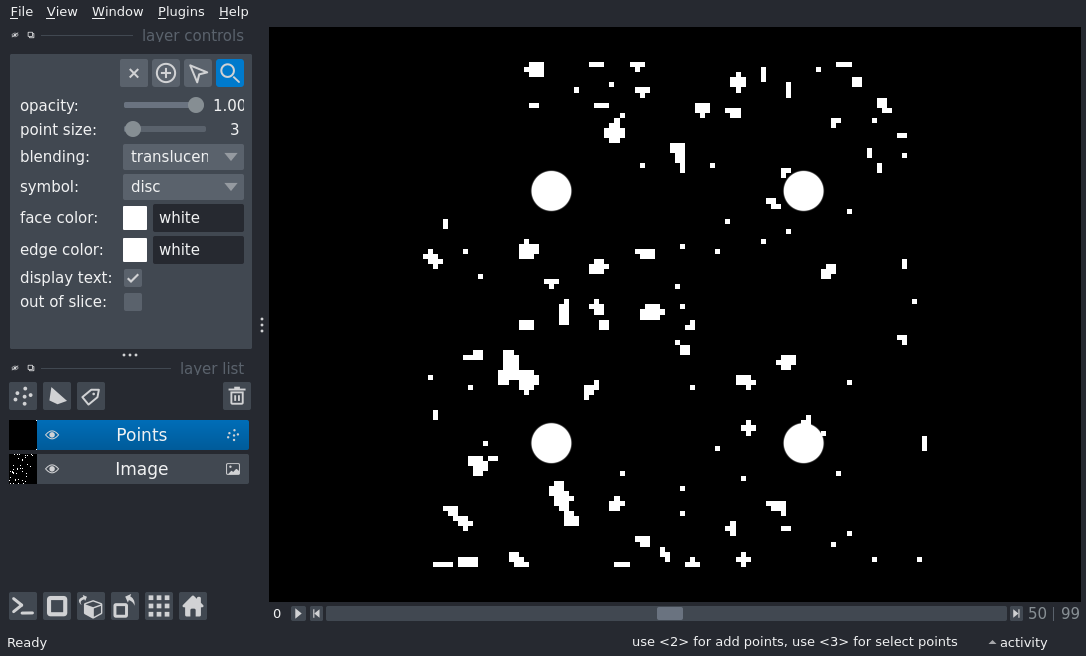 File View Window Plugins Help
layer controls
opacity: 1.00
point size: 3
blending: translucen
symbol: disc
face color: white
edge color: white
display text:
out of slice:
layer list
Points
Image
0 50 | 99
Ready use <2> for add points, use <3> for select points activity